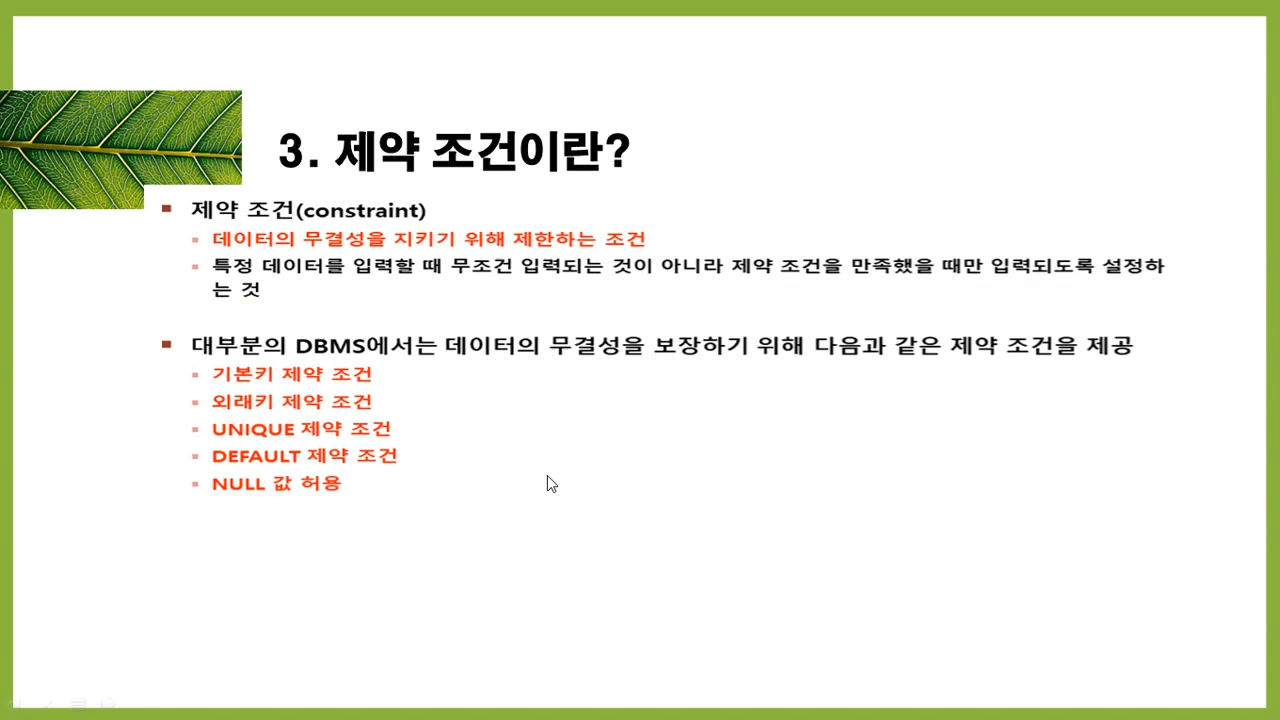 3. 제약 조건이란?
제약 조건(constraint)
데이터의 무결성을 지키기 위해 제한하는 조건
특정 데이터를 입력할 때 무조건 입력되는 것이 아니라 제약 조건을 만족했을 때만 입력되도록 설정하
는 것
대부분의 DBMS에서는 데이터의 무결성을 보장하기 위해 다음과 같은 제약 조건을 제공
기본키 제약 조건
외래키 제약 조건
UNIQUE 제약 조건
DEFAULT 제약 조건
NULL 값 허용